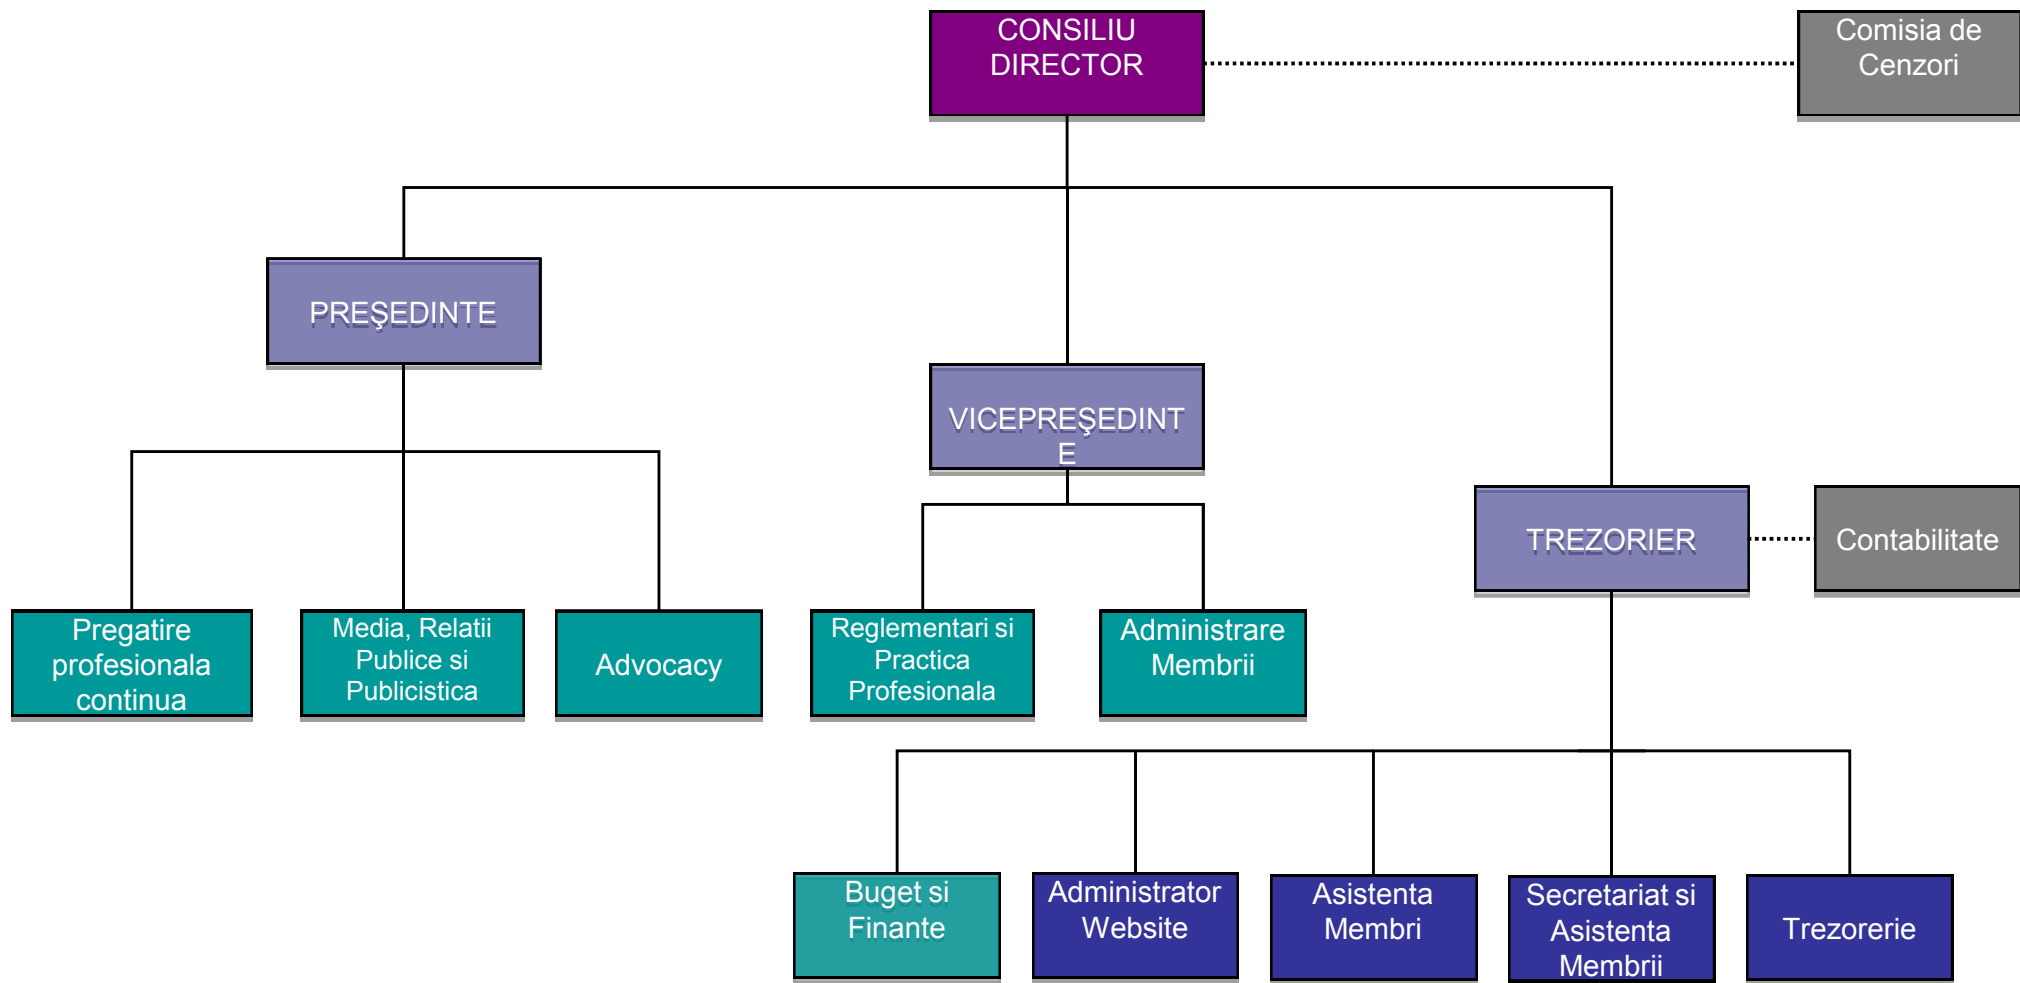 CONSILIU
DIRECTOR
Comisia de
Cenzori
PREŞEDINTE
VICEPREŞEDINT
E
TREZORIER
Contabilitate
Pregatire
profesionala
continua
Media, Relatii
Publice si
Publicistica
Advocacy
Reglementari si
Practica
Profesionala
Administrare
Membrii
Buget si
Finante
Administrator
Website
Asistenta
Membri
Secretariat si
Asistenta
Membrii
Trezorerie